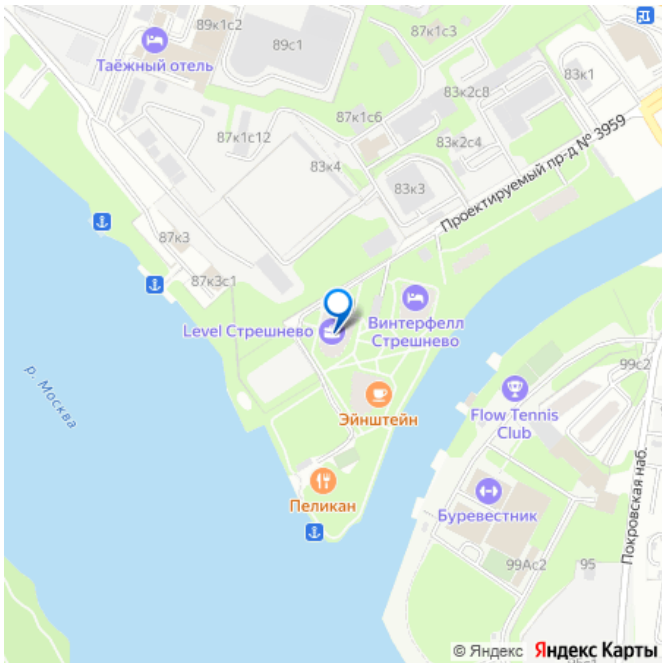 89к1с2
87к1с3
89с1
Таёжный отель
83к1
83к2с8
87к1с6
87к1с12
83к2с4
Проектируемый пр-д № 3959
83к4
83к3
87к3
87к3с1
Level Стрешнево
Винтерфелл
Стрешнево
р. Москва
99с2
Flow Tennis
Club
Эйнштейн
Пеликан
Буревестник
Покровская наб.
99Ас2
95
© Яндекс Яндекс Карты